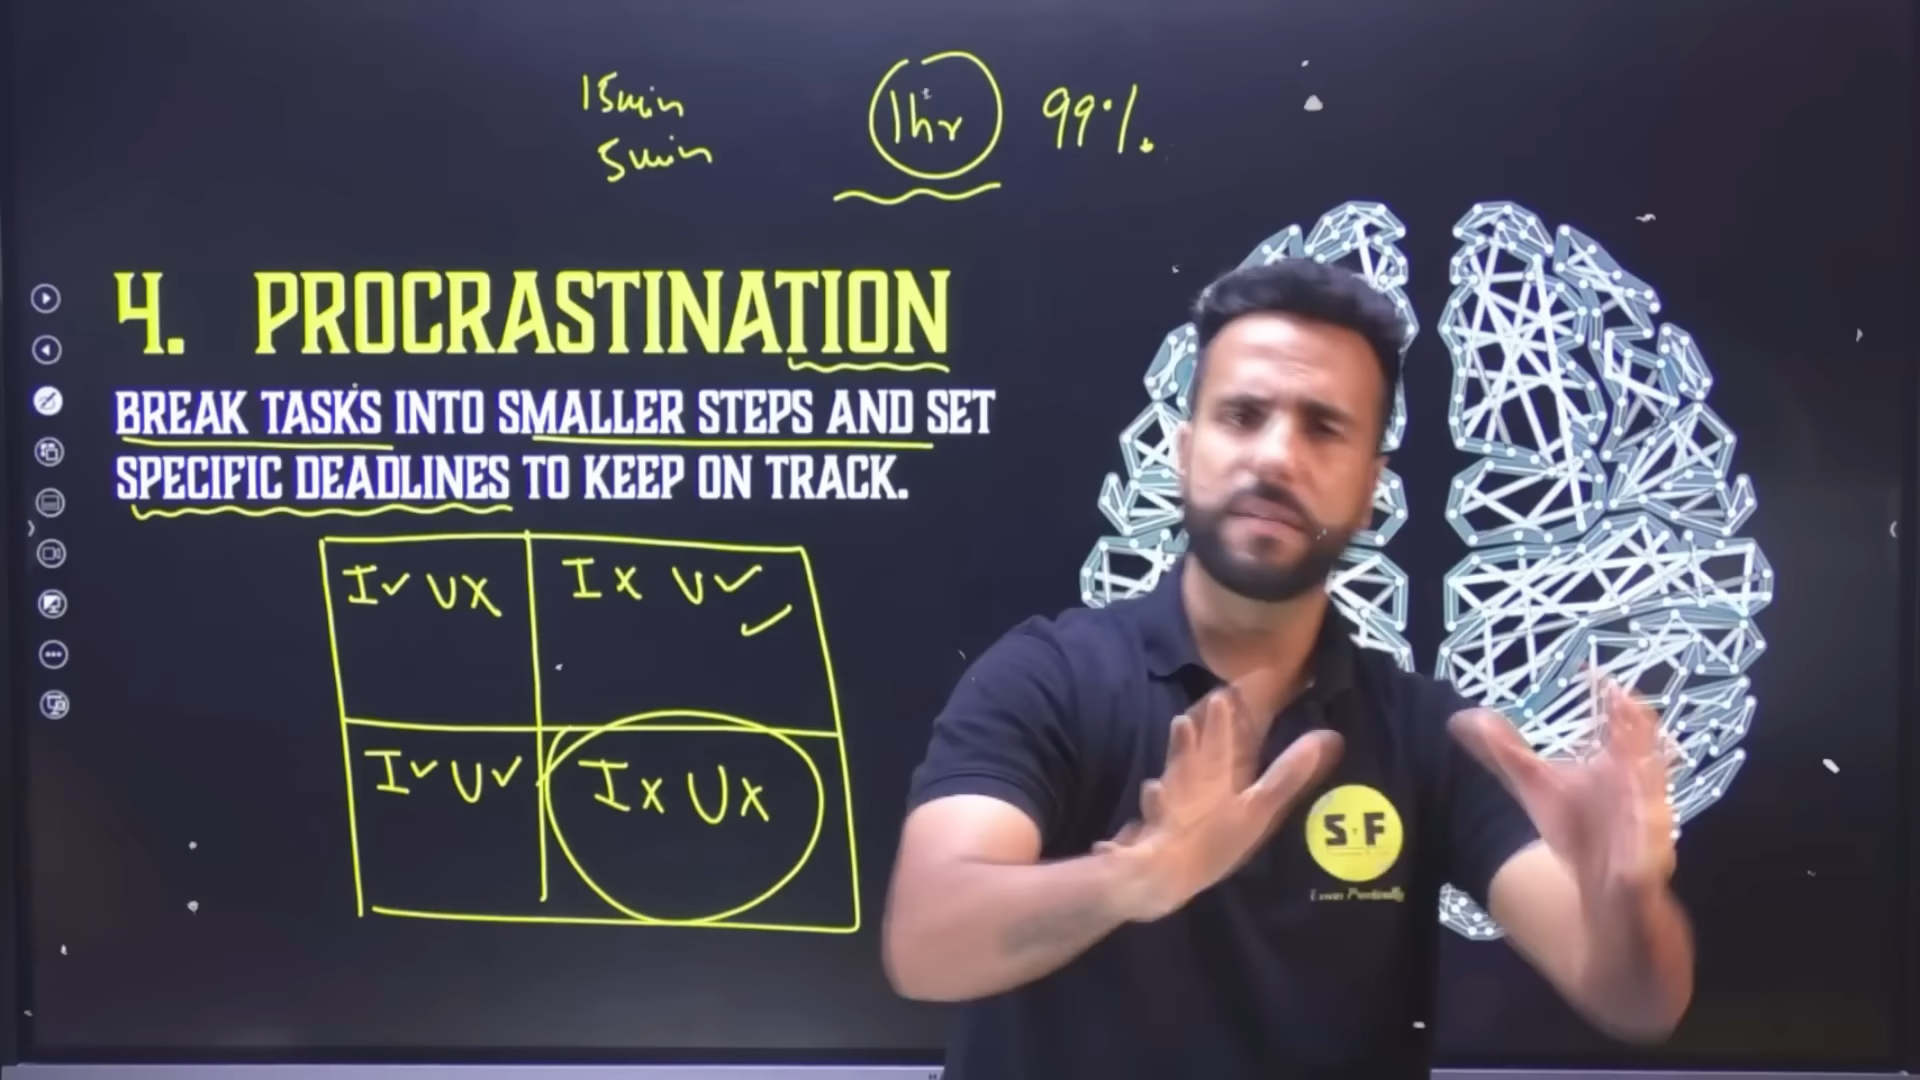 15min
5min
1hr 99%.
4. PROCRASTINATION
BREAK TASKS INTO SMALLER STEPS AND SET
SPECIFIC DEADLINES TO KEEP ON TRACK.
I✓ U✗
I✗ U✓
✓
I✓ U✓
I✗ U✗
S F